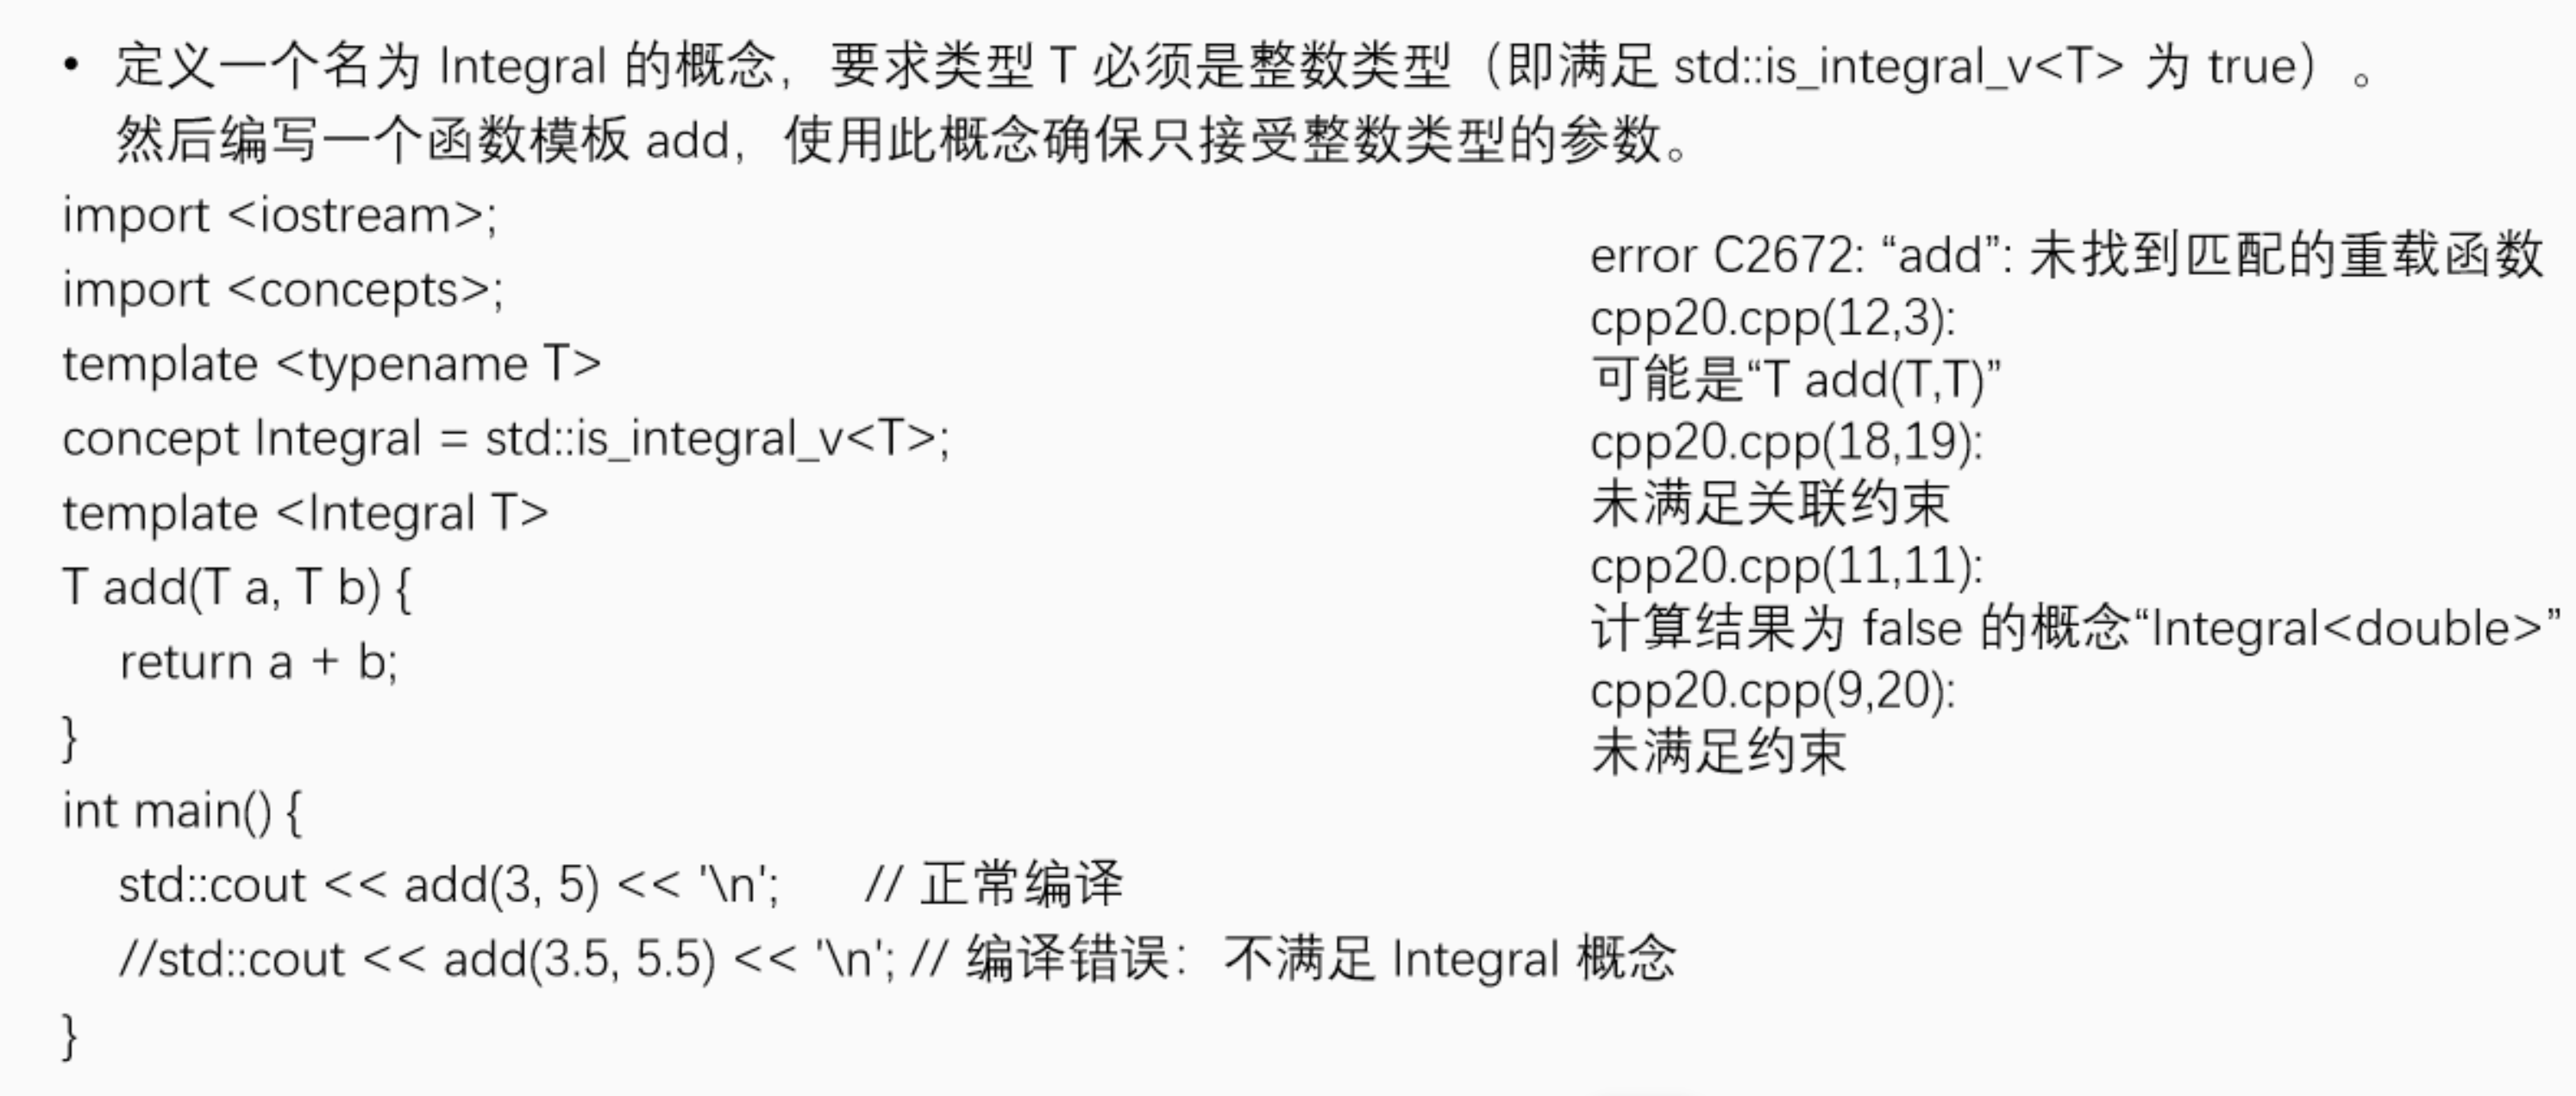 • 定义一个名为 Integral 的概念，要求类型 T 必须是整数类型（即满足 std::is_integral_v<T> 为 true）。
然后编写一个函数模板 add，使用此概念确保只接受整数类型的参数。
import <iostream>;
import <concepts>;
template <typename T>
concept Integral = std::is_integral_v<T>;
template <Integral T>
T add(T a, T b) {
    return a + b;
}
int main() {
    std::cout << add(3, 5) << '\n';     // 正常编译
    //std::cout << add(3.5, 5.5) << '\n'; // 编译错误：不满足 Integral 概念
}
error C2672: “add”: 未找到匹配的重载函数
cpp20.cpp(12,3):
可能是“T add(T,T)”
cpp20.cpp(18,19):
未满足关联约束
cpp20.cpp(11,11):
计算结果为 false 的概念“Integral<double>”
cpp20.cpp(9,20):
未满足约束